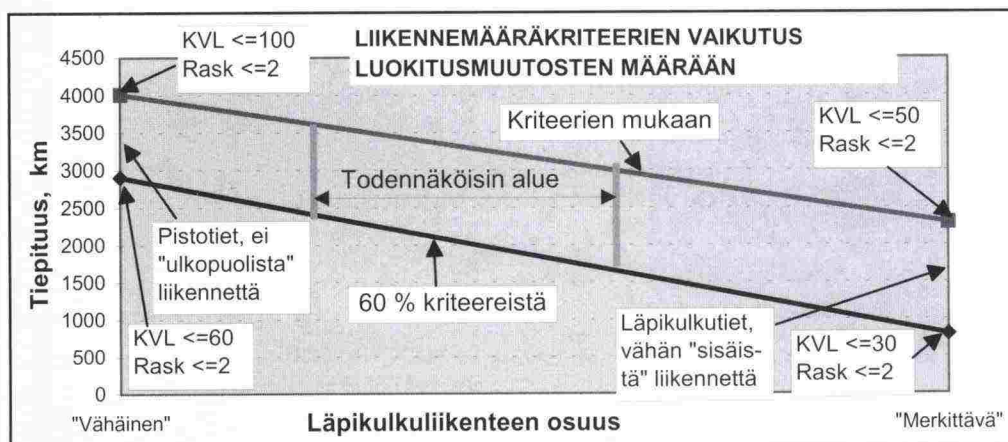 LIIKENNEMÄÄRÄKRITEERIEN VAIKUTUS
LUOKITUSMUUTOSTEN MÄÄRÄÄN
KVL <=100
Rask <=2
Tiepituus, km
4500
4000
3500
3000
2500
2000
1500
1000
500
0
Kriteerien mukaan
KVL <=50
Rask <=2
Todennäköisin alue
Pistotiet, ei
"ulkopuolista"
liikennettä
60 % kriteereistä
KVL <=60
Rask <=2
Läpikulkutiet,
vähän "sisäis-
tä" liikennettä
KVL <=30
Rask <=2
"Vähäinen"
Läpikulkuliikenteen osuus
"Merkittävä"